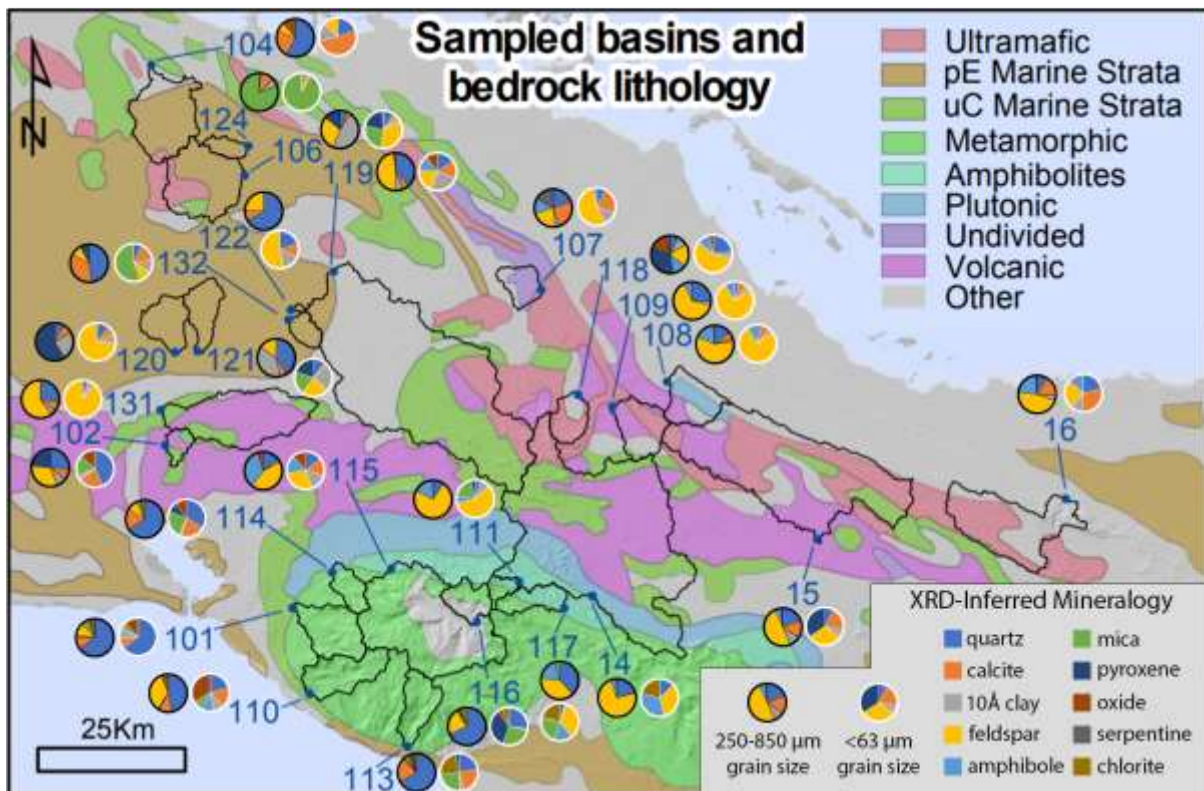 Sampled basins and
bedrock lithology
Ultramafic
pE Marine Strata
uC Marine Strata
Metamorphic
Amphibolites
Plutonic
Undivided
Volcanic
Other
N
104
124
106
119
122
132
107
118
109
108
120
121
131
102
16
115
114
111
15
101
117
14
116
110
113
25Km
XRD-Inferred Mineralogy
quartz
mica
calcite
pyroxene
10Å clay
oxide
feldspar
serpentine
amphibole
chlorite
250-850 µm
grain size
<63 µm
grain size